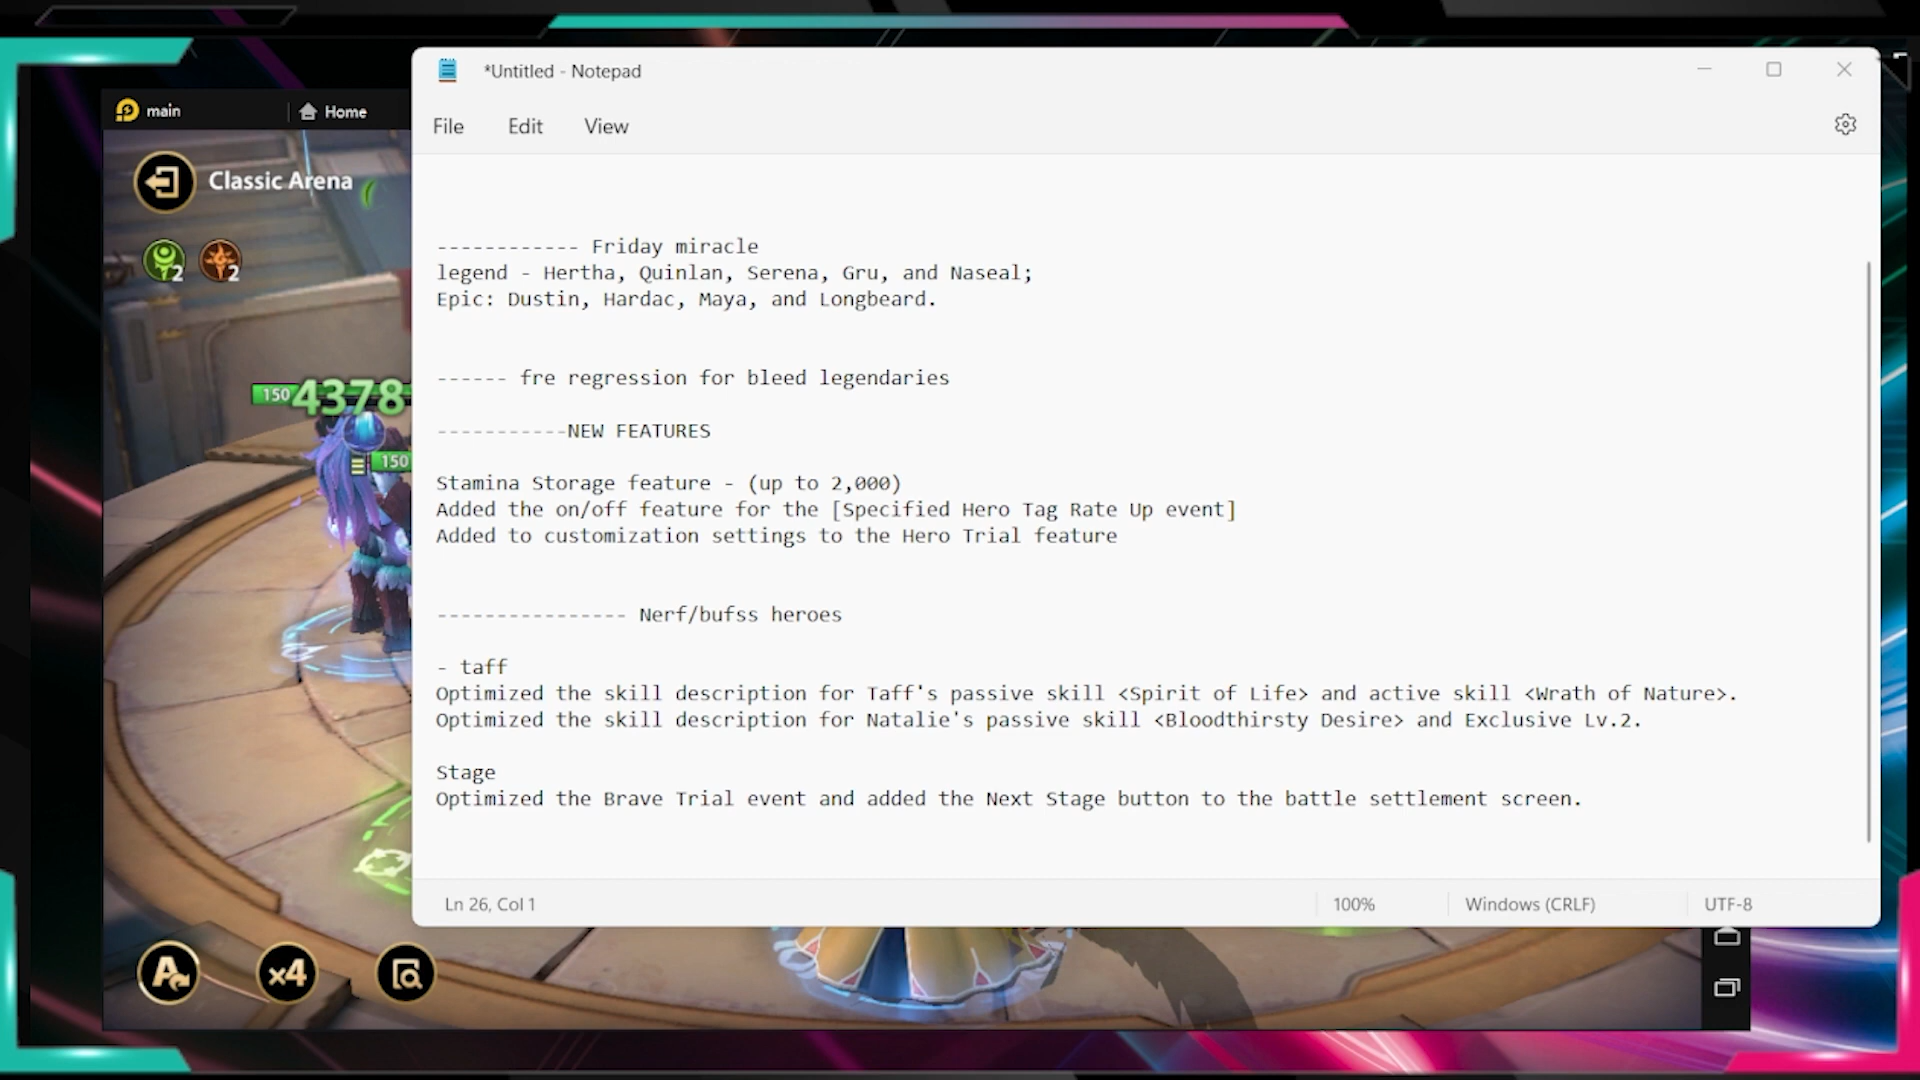 *Untitled - Notepad
main
Home
File Edit View
Classic Arena
2 2
------------ Friday miracle
legend - Hertha, Quinlan, Serena, Gru, and Naseal;
Epic: Dustin, Hardac, Maya, and Longbeard.
------ fre regression for bleed legendaries
150 4378
-----------NEW FEATURES
150
Stamina Storage feature - (up to 2,000)
Added the on/off feature for the [Specified Hero Tag Rate Up event]
Added to customization settings to the Hero Trial feature
---------------- Nerf/bufss heroes
- taff
Optimized the skill description for Taff's passive skill <Spirit of Life> and active skill <Wrath of Nature>.
Optimized the skill description for Natalie's passive skill <Bloodthirsty Desire> and Exclusive Lv.2.
Stage
Optimized the Brave Trial event and added the Next Stage button to the battle settlement screen.
Ln 26, Col 1 100% Windows (CRLF) UTF-8
A x4